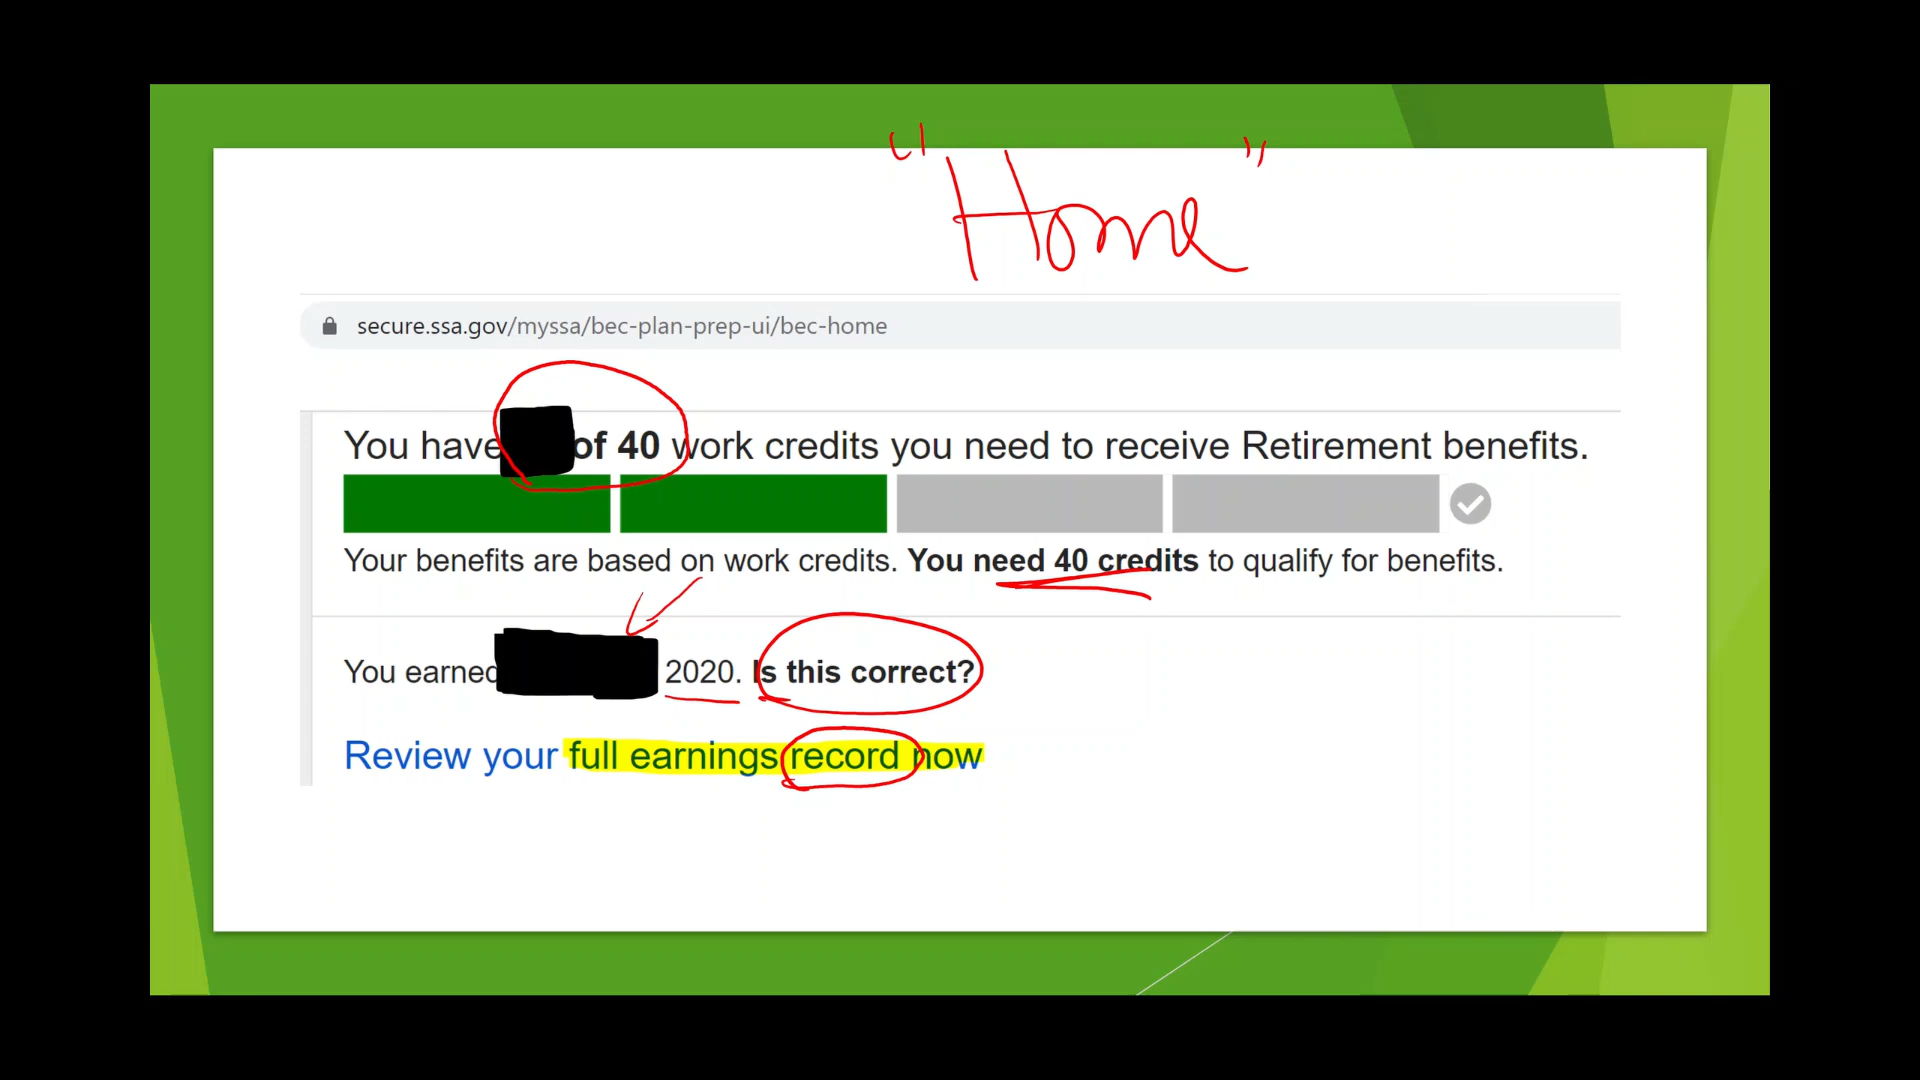 "Home"
secure.ssa.gov/myssa/bec-plan-prep-ui/bec-home
You have of 40 work credits you need to receive Retirement benefits.
Your benefits are based on work credits. You need 40 credits to qualify for benefits.
You earned 2020. Is this correct?
Review your full earnings record now